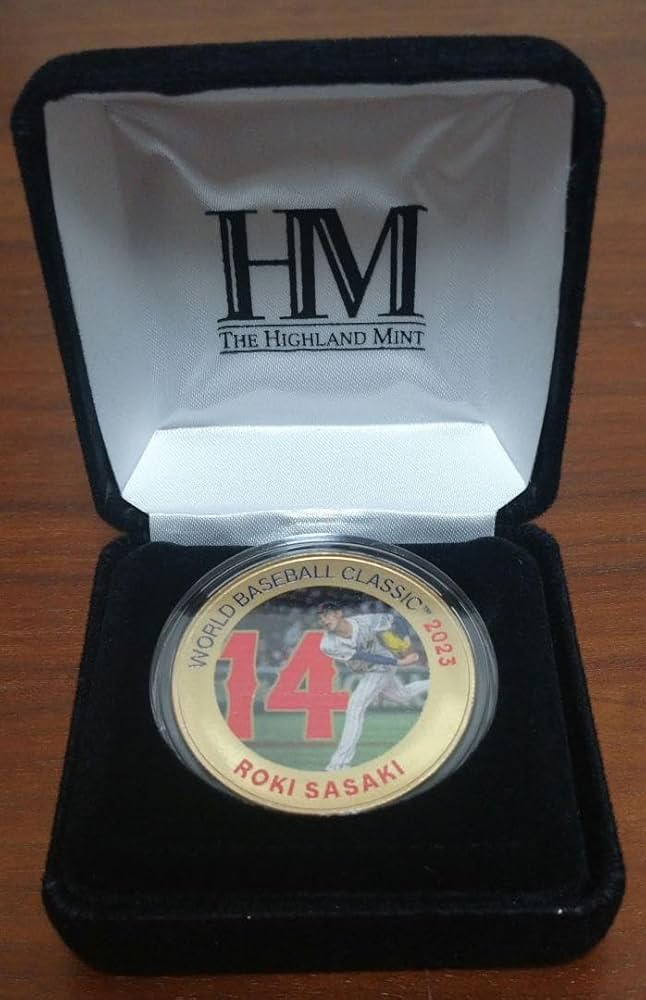 HM
THE HIGHLAND MINT
WORLD BASEBALL CLASSIC™ 2023
14
ROKI SASAKI